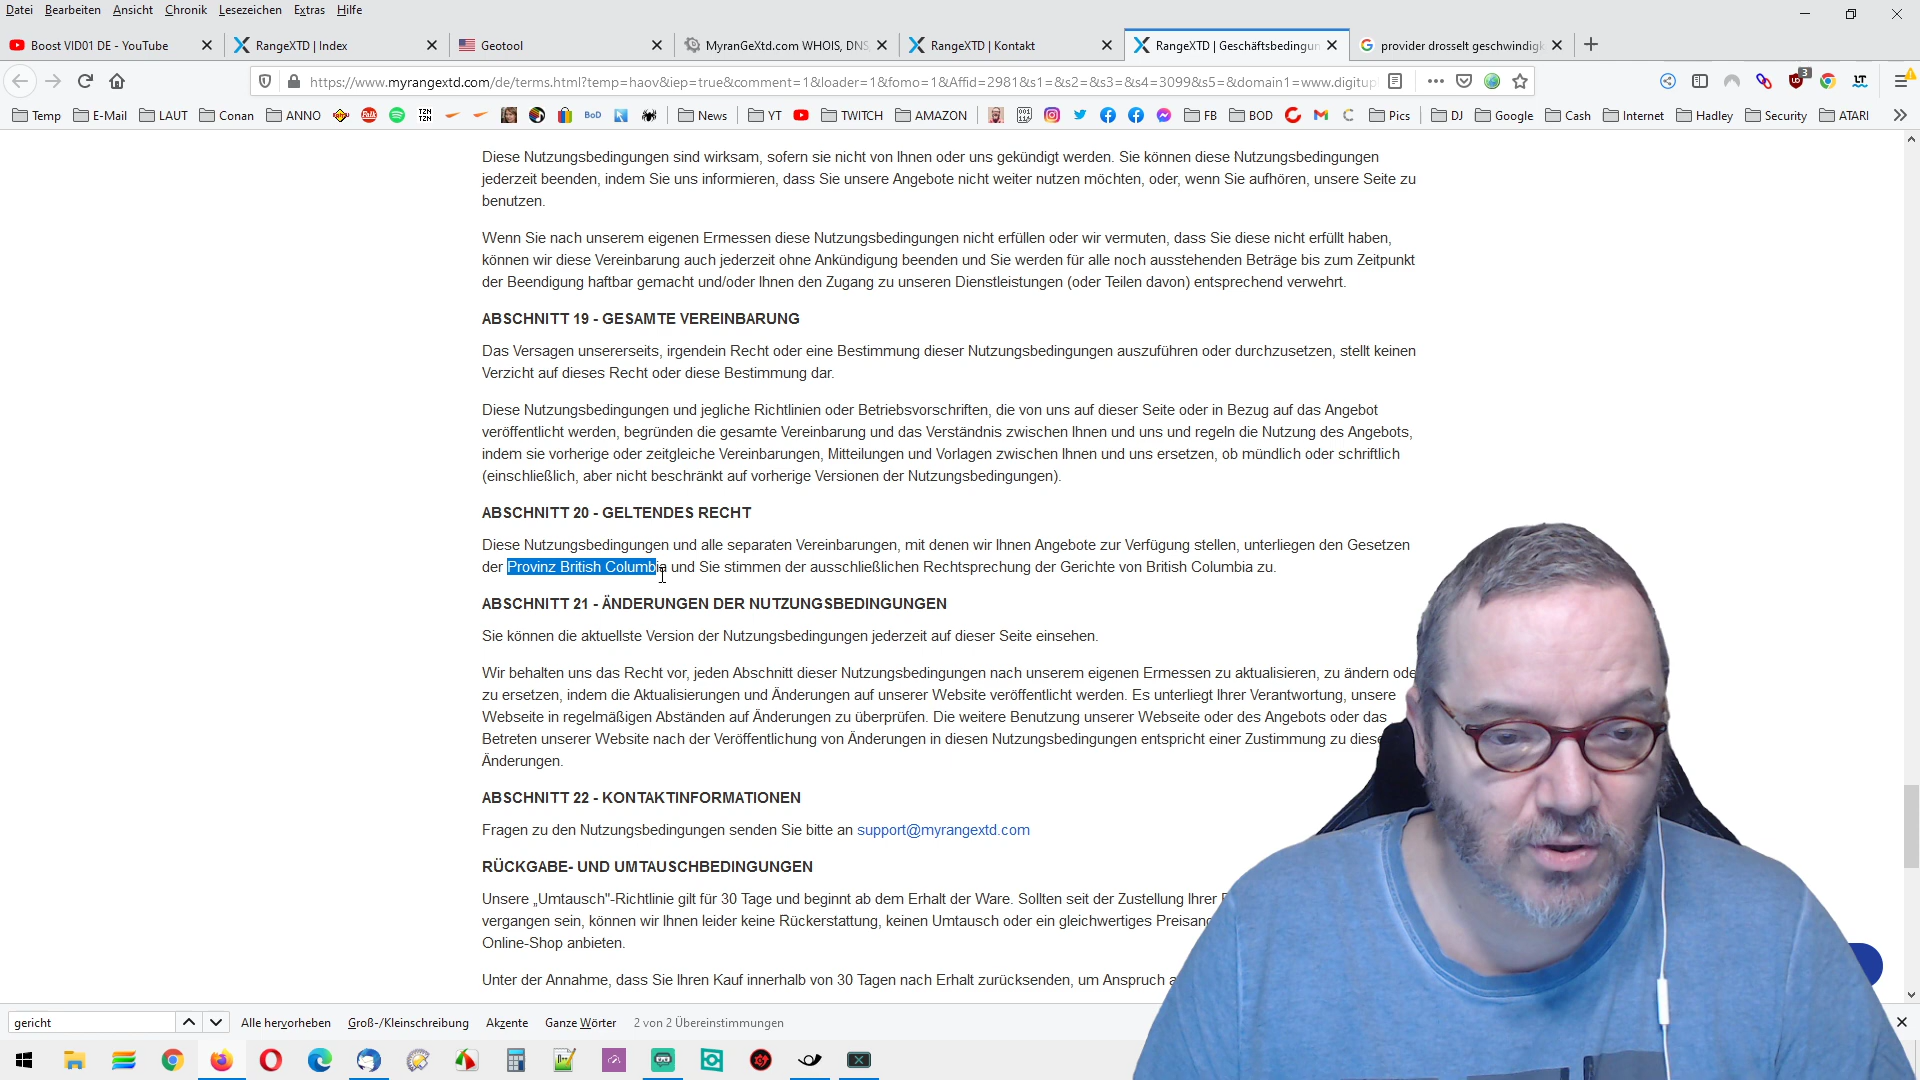 Datei Bearbeiten Ansicht Chronik Lesezeichen Extras Hilfe
Boost VID01 DE - YouTube RangeXTD | Index Geotool MyranGeXtd.com WHOIS, DNS, RangeXTD | Kontakt RangeXTD | Geschäftsbedingun provider drosselt geschwindigk
https://www.myrangextd.com/de/terms.html?temp=haov&iep=true&comment=1&loader=1&fomo=1&Affid=2981&s1=&s2=&s3=&s4=3099&s5=&domain1=www.digitup 3
Temp E-Mail LAUT Conan ANNO BoD News YT TWITCH AMAZON FB BOD Pics DJ Google Cash Internet Hadley Security ATARI
Diese Nutzungsbedingungen sind wirksam, sofern sie nicht von Ihnen oder uns gekündigt werden. Sie können diese Nutzungsbedingungen
jederzeit beenden, indem Sie uns informieren, dass Sie unsere Angebote nicht weiter nutzen möchten, oder, wenn Sie aufhören, unsere Seite zu
benutzen.
Wenn Sie nach unserem eigenen Ermessen diese Nutzungsbedingungen nicht erfüllen oder wir vermuten, dass Sie diese nicht erfüllt haben,
können wir diese Vereinbarung auch jederzeit ohne Ankündigung beenden und Sie werden für alle noch ausstehenden Beträge bis zum Zeitpunkt
der Beendigung haftbar gemacht und/oder Ihnen den Zugang zu unseren Dienstleistungen (oder Teilen davon) entsprechend verwehrt.
ABSCHNITT 19 - GESAMTE VEREINBARUNG
Das Versagen unsererseits, irgendein Recht oder eine Bestimmung dieser Nutzungsbedingungen auszuführen oder durchzusetzen, stellt keinen
Verzicht auf dieses Recht oder diese Bestimmung dar.
Diese Nutzungsbedingungen und jegliche Richtlinien oder Betriebsvorschriften, die von uns auf dieser Seite oder in Bezug auf das Angebot
veröffentlicht werden, begründen die gesamte Vereinbarung und das Verständnis zwischen Ihnen und uns und regeln die Nutzung des Angebots,
indem sie vorherige oder zeitgleiche Vereinbarungen, Mitteilungen und Vorlagen zwischen Ihnen und uns ersetzen, ob mündlich oder schriftlich
(einschließlich, aber nicht beschränkt auf vorherige Versionen der Nutzungsbedingungen).
ABSCHNITT 20 - GELTENDES RECHT
Diese Nutzungsbedingungen und alle separaten Vereinbarungen, mit denen wir Ihnen Angebote zur Verfügung stellen, unterliegen den Gesetzen
der Provinz British Columbia und Sie stimmen der ausschließlichen Rechtsprechung der Gerichte von British Columbia zu.
ABSCHNITT 21 - ÄNDERUNGEN DER NUTZUNGSBEDINGUNGEN
Sie können die aktuellste Version der Nutzungsbedingungen jederzeit auf dieser Seite einsehen.
Wir behalten uns das Recht vor, jeden Abschnitt dieser Nutzungsbedingungen nach unserem eigenen Ermessen zu aktualisieren, zu ändern ode
zu ersetzen, indem die Aktualisierungen und Änderungen auf unserer Website veröffentlicht werden. Es unterliegt Ihrer Verantwortung, unsere
Webseite in regelmäßigen Abständen auf Änderungen zu überprüfen. Die weitere Benutzung unserer Webseite oder des Angebots oder das
Betreten unserer Website nach der Veröffentlichung von Änderungen in diesen Nutzungsbedingungen entspricht einer Zustimmung zu diese
Änderungen.
ABSCHNITT 22 - KONTAKTINFORMATIONEN
Fragen zu den Nutzungsbedingungen senden Sie bitte an support@myrangextd.com
RÜCKGABE- UND UMTAUSCHBEDINGUNGEN
Unsere „Umtausch"-Richtlinie gilt für 30 Tage und beginnt ab dem Erhalt der Ware. Sollten seit der Zustellung Ihrer
vergangen sein, können wir Ihnen leider keine Rückerstattung, keinen Umtausch oder ein gleichwertiges Preisan
Online-Shop anbieten.
Unter der Annahme, dass Sie Ihren Kauf innerhalb von 30 Tagen nach Erhalt zurücksenden, um Anspruch a
gericht Alle hervorheben Groß-/Kleinschreibung Akzente Ganze Wörter 2 von 2 Übereinstimmungen